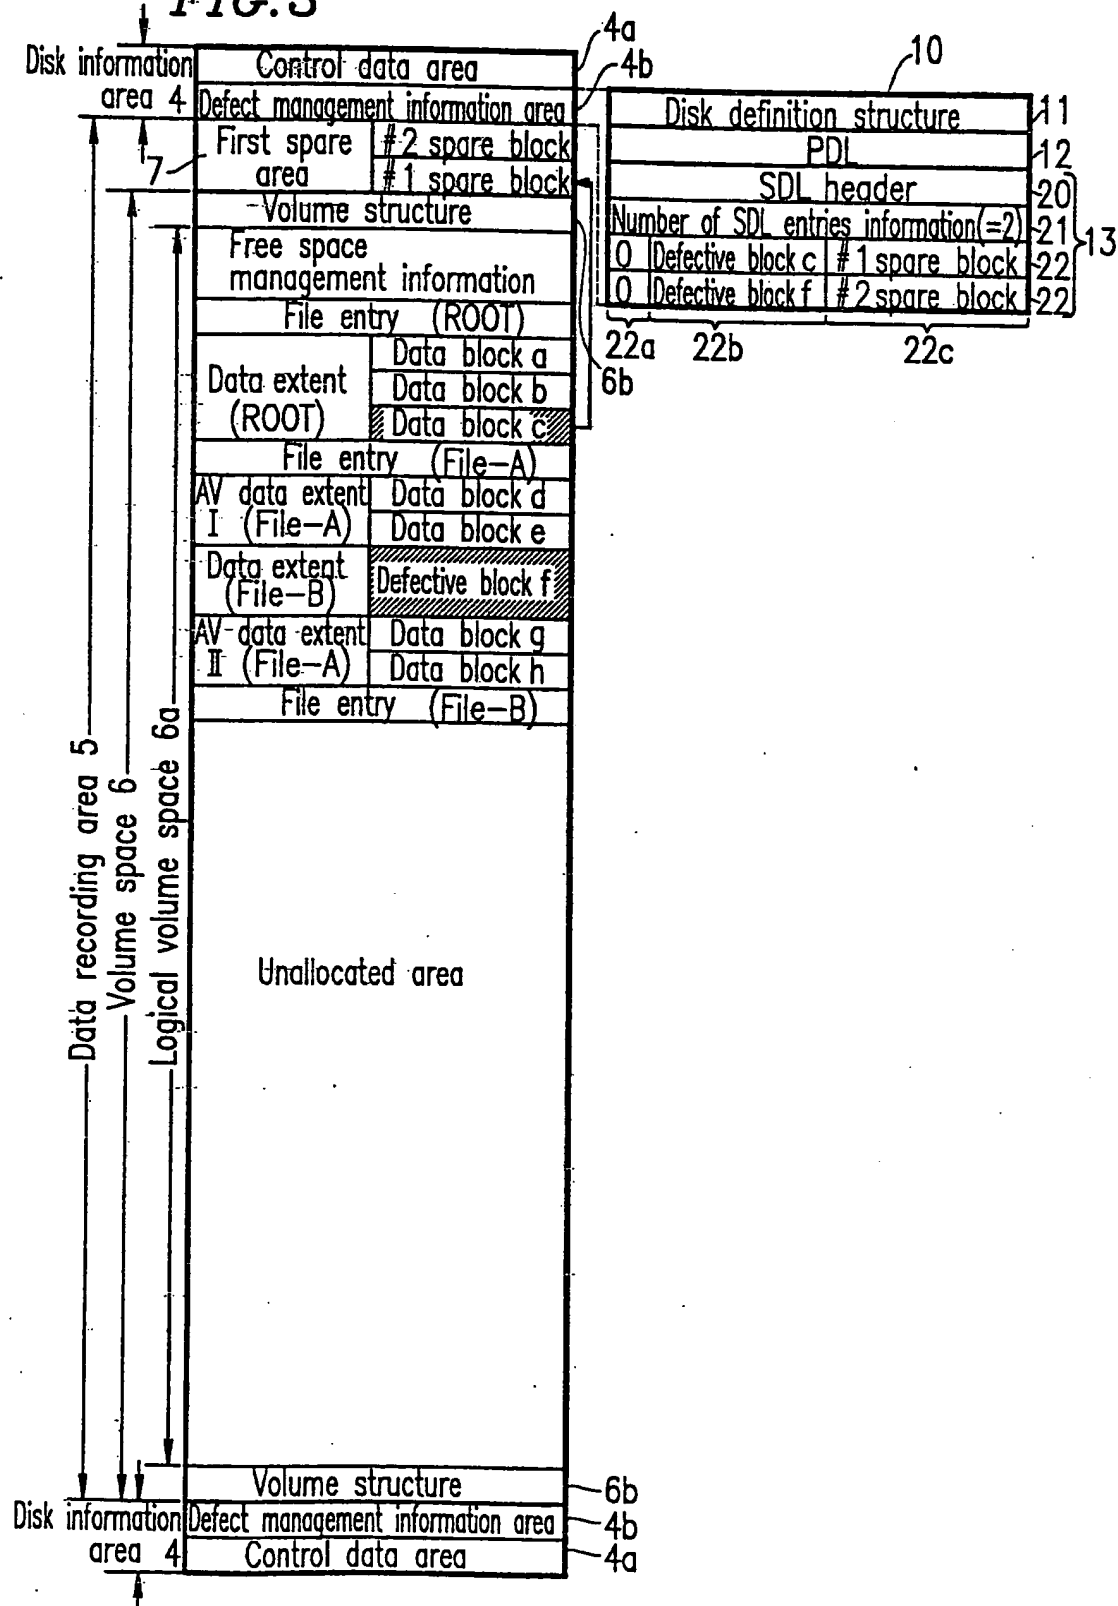 FIG. 3
Disk information
area 4
Control data area
4a
Defect management information area
4b
First spare
area
7
#2 spare block
#1 spare block
Volume structure
6b
Free space
management information
File entry (ROOT)
Data extent
(ROOT)
Data block a
Data block b
Data block c
File entry (File-A)
AV data extent
I (File-A)
Data block d
Data block e
Data extent
(File-B)
Defective block f
AV data extent
II (File-A)
Data block g
Data block h
File entry (File-B)
Unallocated area
Volume structure
6b
Disk information
area 4
Defect management information area
4b
Control data area
4a
Data recording area 5
Volume space 6
Logical volume space 6a
10
Disk definition structure
11
PDL
12
SDL header
20
Number of SDL entries information(=2)
21
13
0 Defective block c #1 spare block
22
0 Defective block f #2 spare block
22
22a 22b 22c